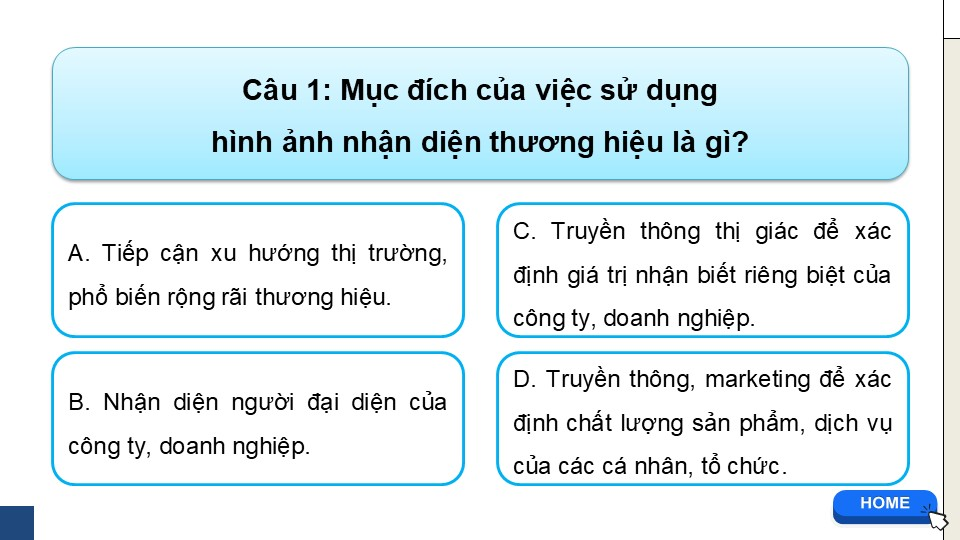 Câu 1: Mục đích của việc sử dụng
hình ảnh nhận diện thương hiệu là gì?
A. Tiếp cận xu hướng thị trường,
phổ biến rộng rãi thương hiệu.
B. Nhận diện người đại diện của
công ty, doanh nghiệp.
C. Truyền thông thị giác để xác
định giá trị nhận biết riêng biệt của
công ty, doanh nghiệp.
D. Truyền thông, marketing để xác
định chất lượng sản phẩm, dịch vụ
của các cá nhân, tổ chức.
HOME